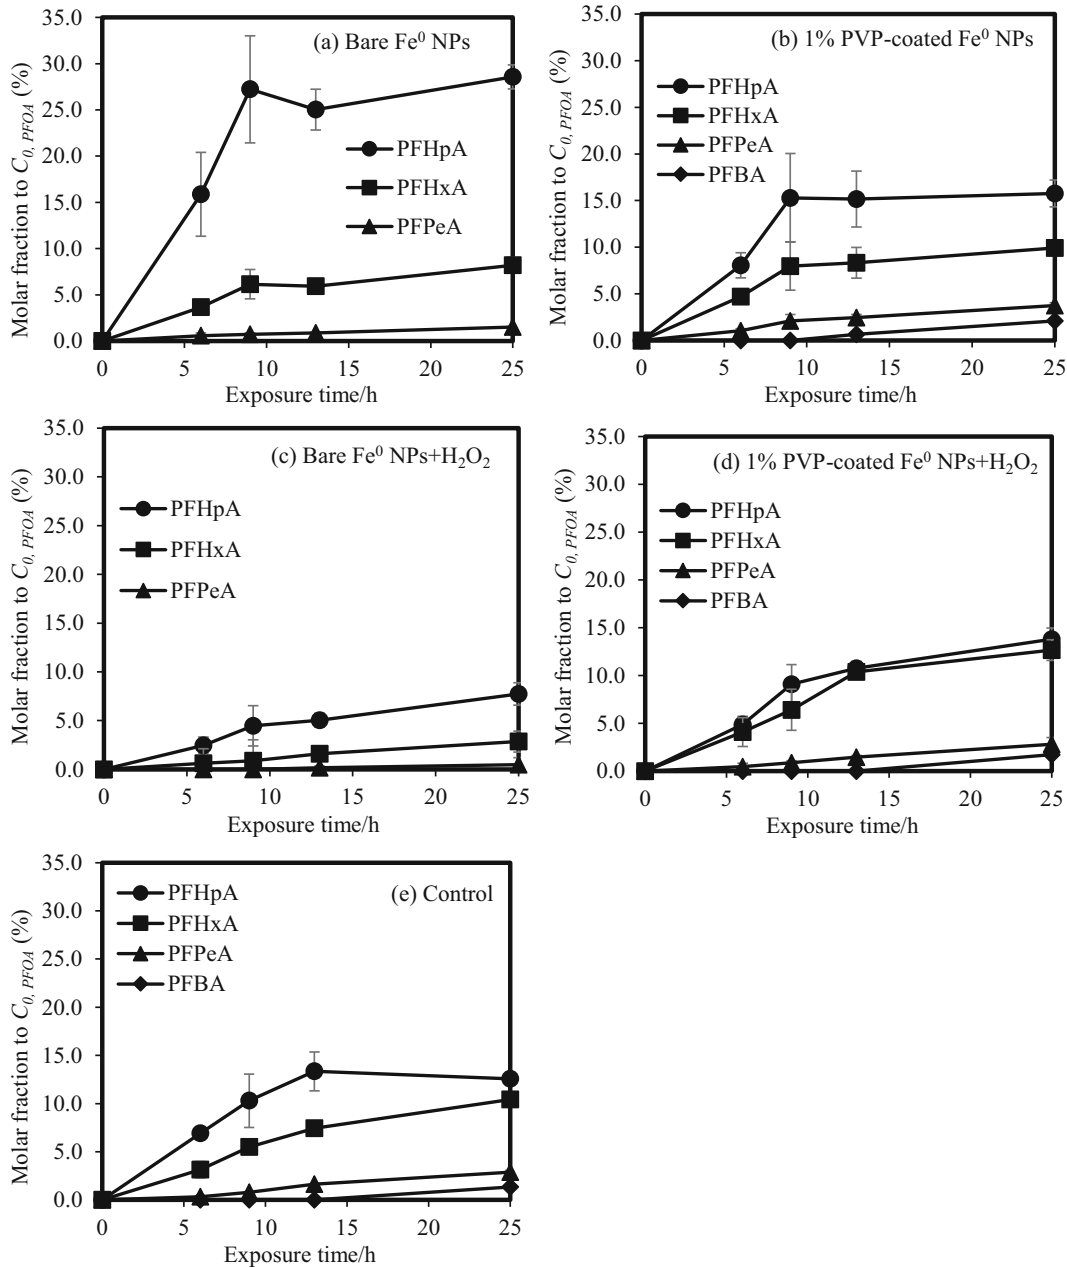 (a) Bare Fe⁰ NPs
Molar fraction to C0, PFOA (%)
35.0
30.0
25.0
20.0
15.0
10.0
5.0
0.0
PFHpA
PFHxA
PFPeA
0 5 10 15 20 25
Exposure time/h
(b) 1% PVP-coated Fe⁰ NPs
Molar fraction to C0, PFOA (%)
35.0
30.0
25.0
20.0
15.0
10.0
5.0
0.0
PFHpA
PFHxA
PFPeA
PFBA
0 5 10 15 20 25
Exposure time/h
(c) Bare Fe⁰ NPs+H₂O₂
Molar fraction to C0, PFOA (%)
35.0
30.0
25.0
20.0
15.0
10.0
5.0
0.0
PFHpA
PFHxA
PFPeA
0 5 10 15 20 25
Exposure time/h
(d) 1% PVP-coated Fe⁰ NPs+H₂O₂
Molar fraction to C0, PFOA (%)
35.0
30.0
25.0
20.0
15.0
10.0
5.0
0.0
PFHpA
PFHxA
PFPeA
PFBA
0 5 10 15 20 25
Exposure time/h
(e) Control
Molar fraction to C0, PFOA (%)
35.0
30.0
25.0
20.0
15.0
10.0
5.0
0.0
PFHpA
PFHxA
PFPeA
PFBA
0 5 10 15 20 25
Exposure time/h